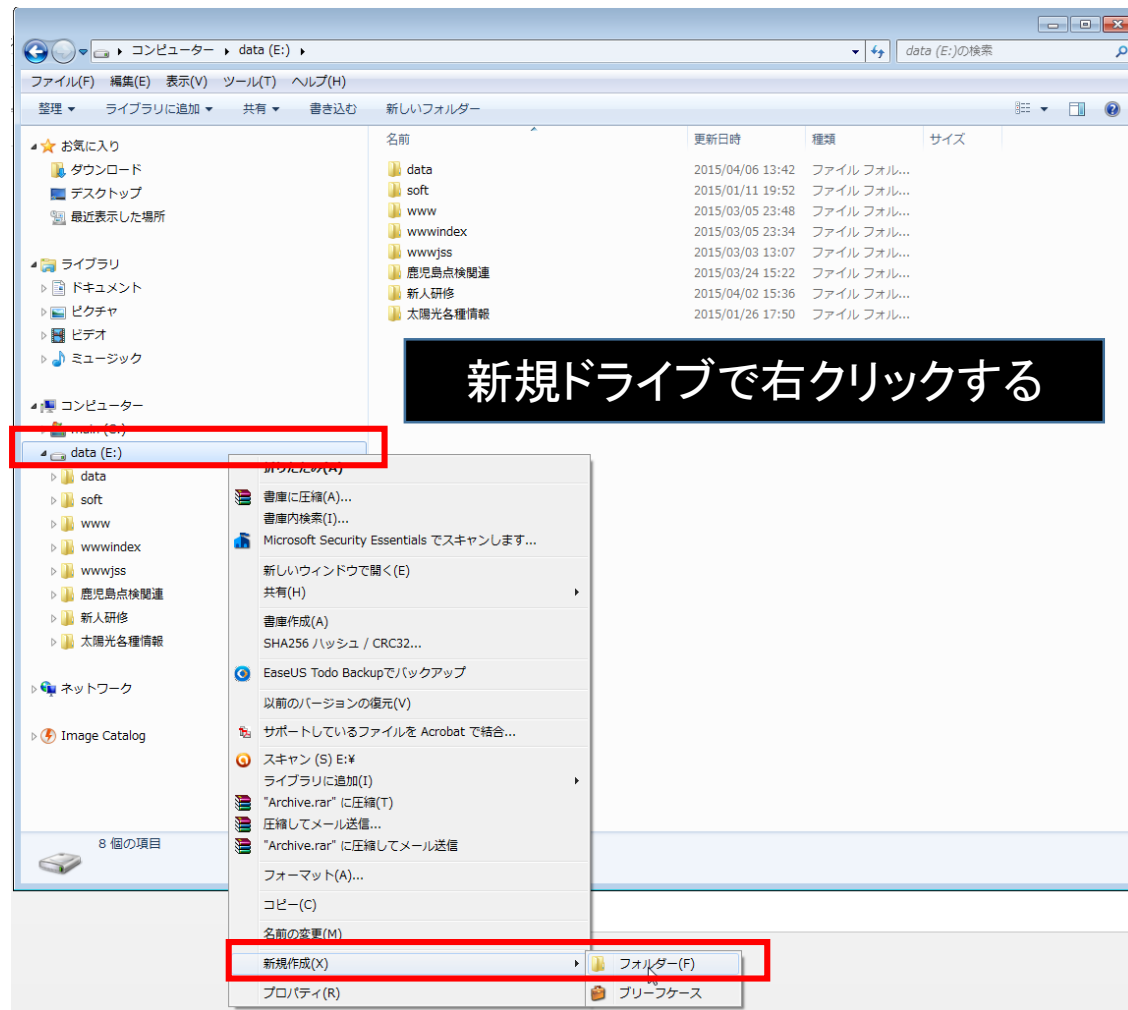 コンピューター data (E:)
data (E:)の検索
ファイル(F) 編集(E) 表示(V) ツール(T) ヘルプ(H)
整理 ライブラリに追加 共有 書き込む 新しいフォルダー
名前 更新日時 種類 サイズ
data 2015/04/06 13:42 ファイル フォル...
soft 2015/01/11 19:52 ファイル フォル...
www 2015/03/05 23:48 ファイル フォル...
wwwindex 2015/03/05 23:34 ファイル フォル...
wwwjss 2015/03/03 13:07 ファイル フォル...
鹿児島点検関連 2015/03/24 15:22 ファイル フォル...
新人研修 2015/04/02 15:36 ファイル フォル...
太陽光各種情報 2015/01/26 17:50 ファイル フォル...
新規ドライブで右クリックする
お気に入り
ダウンロード
デスクトップ
最近表示した場所
ライブラリ
ドキュメント
ピクチャ
ビデオ
ミュージック
コンピューター
main (C:)
data (E:)
data
soft
www
wwwindex
wwwjss
鹿児島点検関連
新人研修
太陽光各種情報
ネットワーク
Image Catalog
8 個の項目
折りたたみ(A)
書庫に圧縮(A)...
書庫内検索(I)...
Microsoft Security Essentials でスキャンします...
新しいウィンドウで開く(E)
共有(H)
書庫作成(A)
SHA256 ハッシュ / CRC32...
EaseUS Todo Backupでバックアップ
以前のバージョンの復元(V)
サポートしているファイルを Acrobat で結合...
スキャン (S) E:¥
ライブラリに追加(I)
"Archive.rar" に圧縮(T)
圧縮してメール送信...
"Archive.rar" に圧縮してメール送信
フォーマット(A)...
コピー(C)
名前の変更(M)
新規作成(X)
プロパティ(R)
フォルダー(F)
ブリーフケース